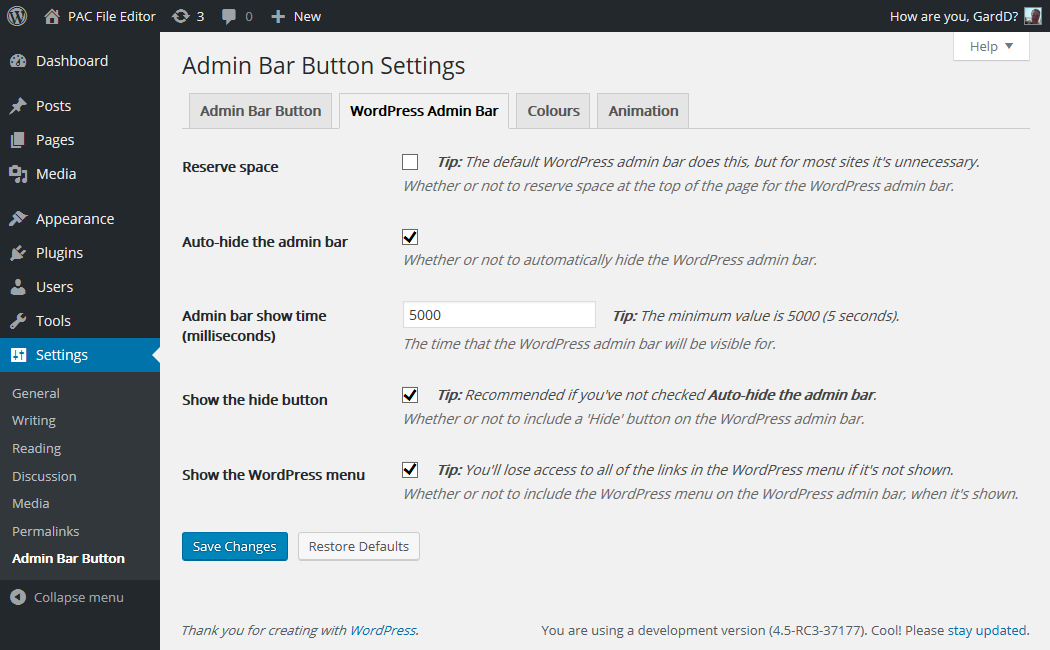 PAC File Editor 3 0 New How are you, GardD?
Help
Dashboard
Posts
Pages
Media
Appearance
Plugins
Users
Tools
Settings
General
Writing
Reading
Discussion
Media
Permalinks
Admin Bar Button
Collapse menu
Admin Bar Button Settings
Admin Bar Button WordPress Admin Bar Colours Animation
Reserve space
Tip: The default WordPress admin bar does this, but for most sites it's unnecessary.
Whether or not to reserve space at the top of the page for the WordPress admin bar.
Auto-hide the admin bar
Whether or not to automatically hide the WordPress admin bar.
Admin bar show time
(milliseconds)
5000 Tip: The minimum value is 5000 (5 seconds).
The time that the WordPress admin bar will be visible for.
Show the hide button
Tip: Recommended if you've not checked Auto-hide the admin bar.
Whether or not to include a 'Hide' button on the WordPress admin bar.
Show the WordPress menu
Tip: You'll lose access to all of the links in the WordPress menu if it's not shown.
Whether or not to include the WordPress menu on the WordPress admin bar, when it's shown.
Save Changes Restore Defaults
Thank you for creating with WordPress. You are using a development version (4.5-RC3-37177). Cool! Please stay updated.